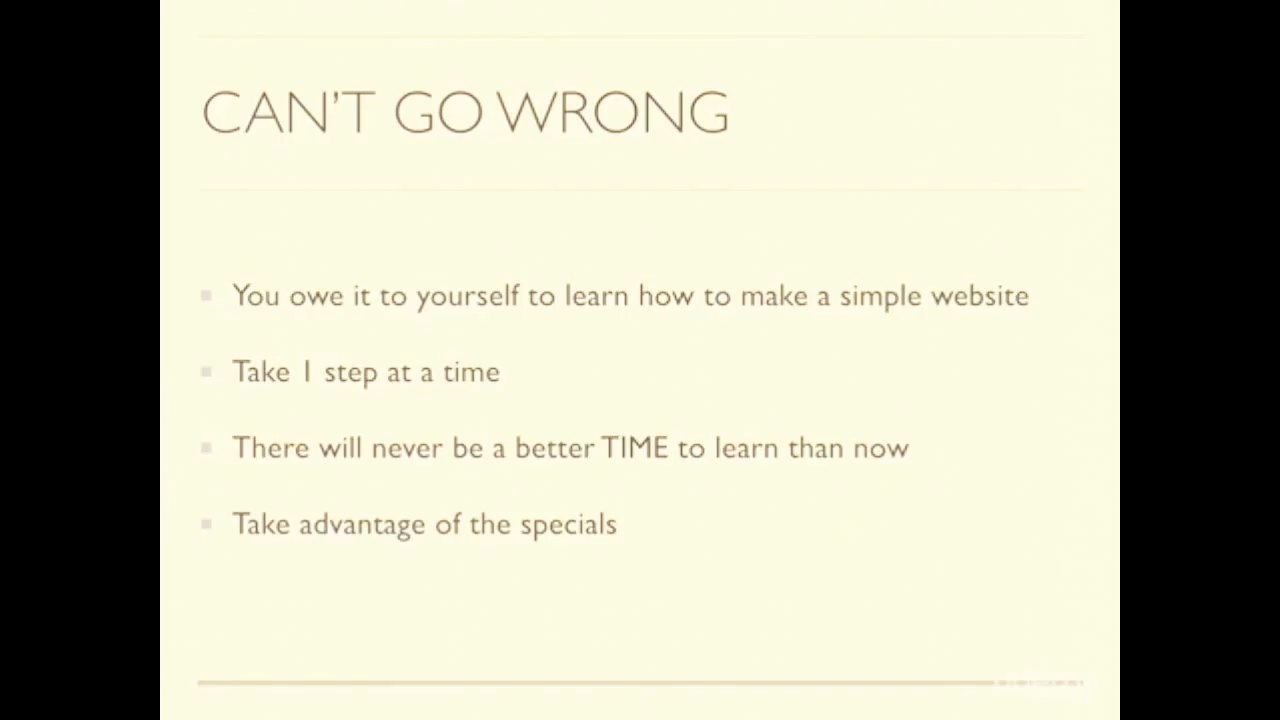 CAN'T GO WRONG
You owe it to yourself to learn how to make a simple website
Take 1 step at a time
There will never be a better TIME to learn than now
Take advantage of the specials